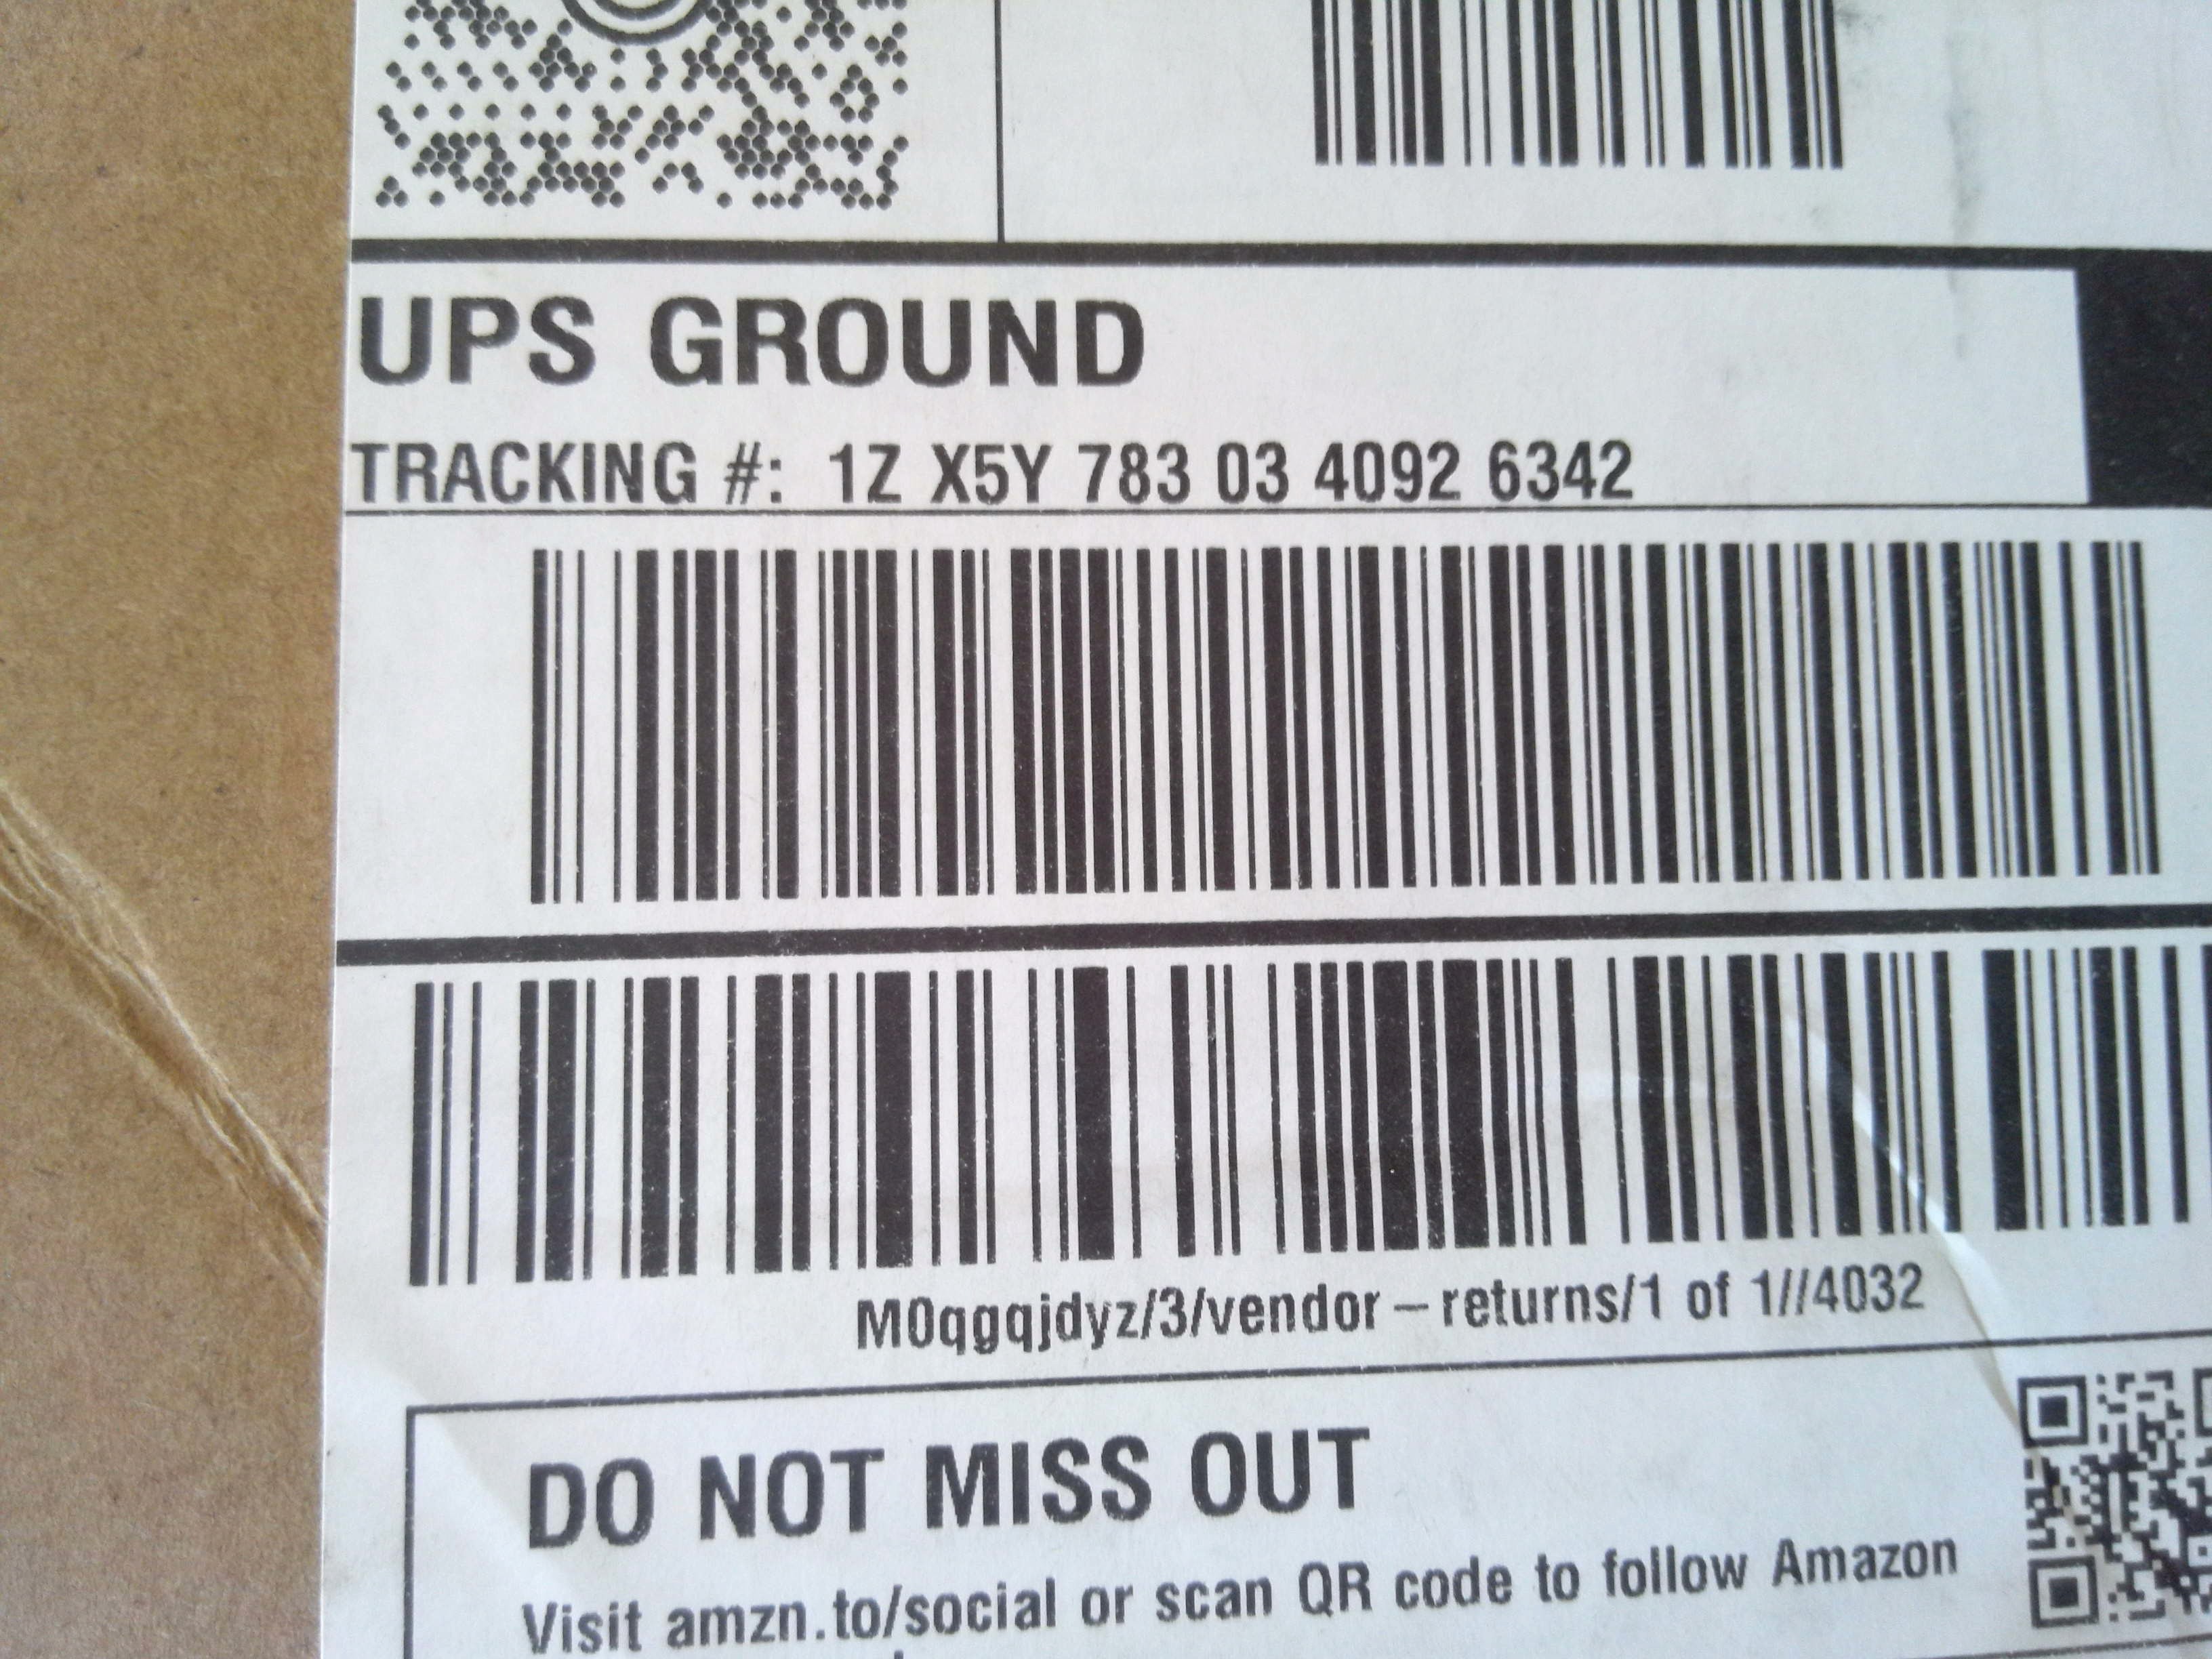 UPS GROUND
TRACKING #: 1Z X5Y 783 03 4092 6342
M0qgqjdyz/3/vendor-returns/1 of 1//4032
DO NOT MISS OUT
Visit amzn.to/social or scan QR code to follow Amazon